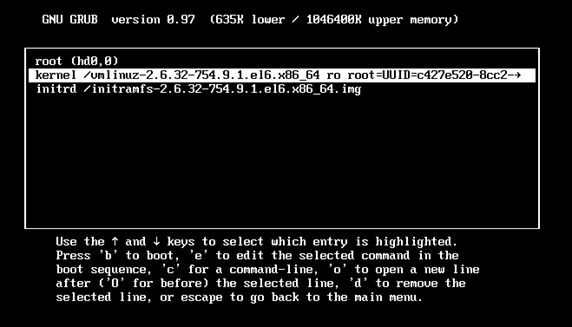 GNU GRUB  version 0.97  (635K lower / 1046400K upper memory)
root (hd0,0)
kernel /vmlinuz-2.6.32-754.9.1.el6.x86_64 ro root=UUID=c427e520-8cc2-→
initrd /initramfs-2.6.32-754.9.1.el6.x86_64.img
Use the ↑ and ↓ keys to select which entry is highlighted.
Press 'b' to boot, 'e' to edit the selected command in the
boot sequence, 'c' for a command-line, 'o' to open a new line
after ('O' for before) the selected line, 'd' to remove the
selected line, or escape to go back to the main menu.